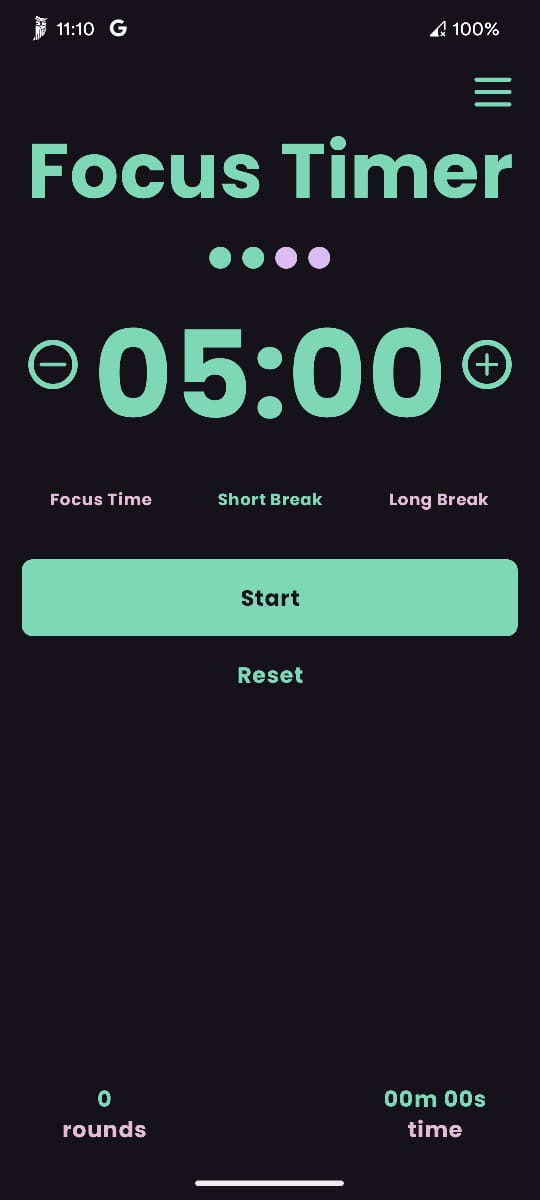 11:10 G 100%
Focus Timer
05:00
Focus Time Short Break Long Break
Start
Reset
0 00m 00s
rounds time